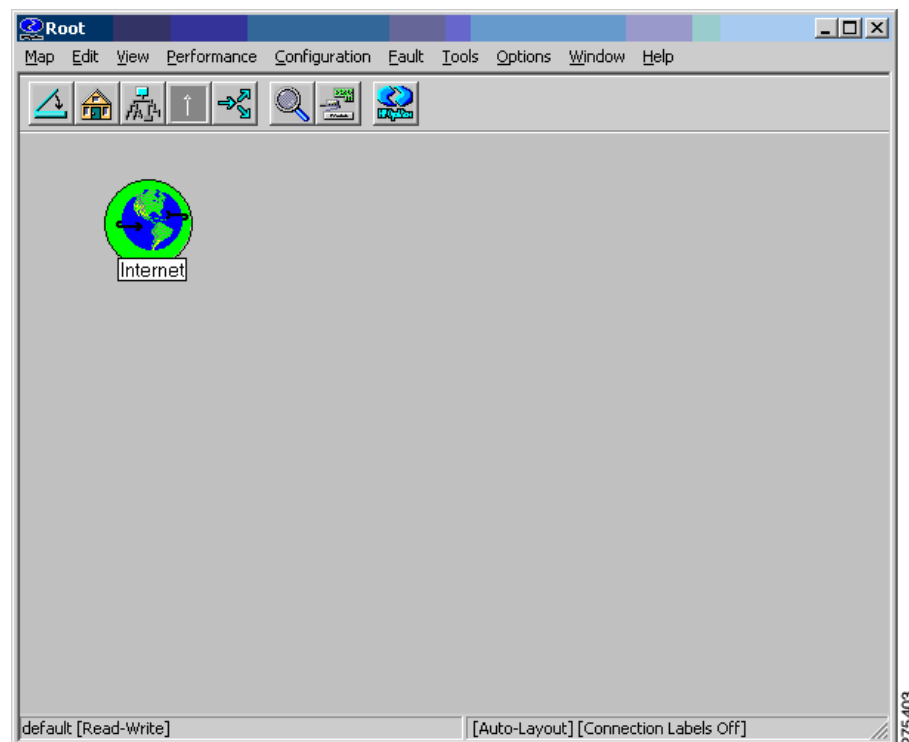 Root
Map Edit View Performance Configuration Fault Tools Options Window Help
Internet
default [Read-Write] [Auto-Layout] [Connection Labels Off]
275403